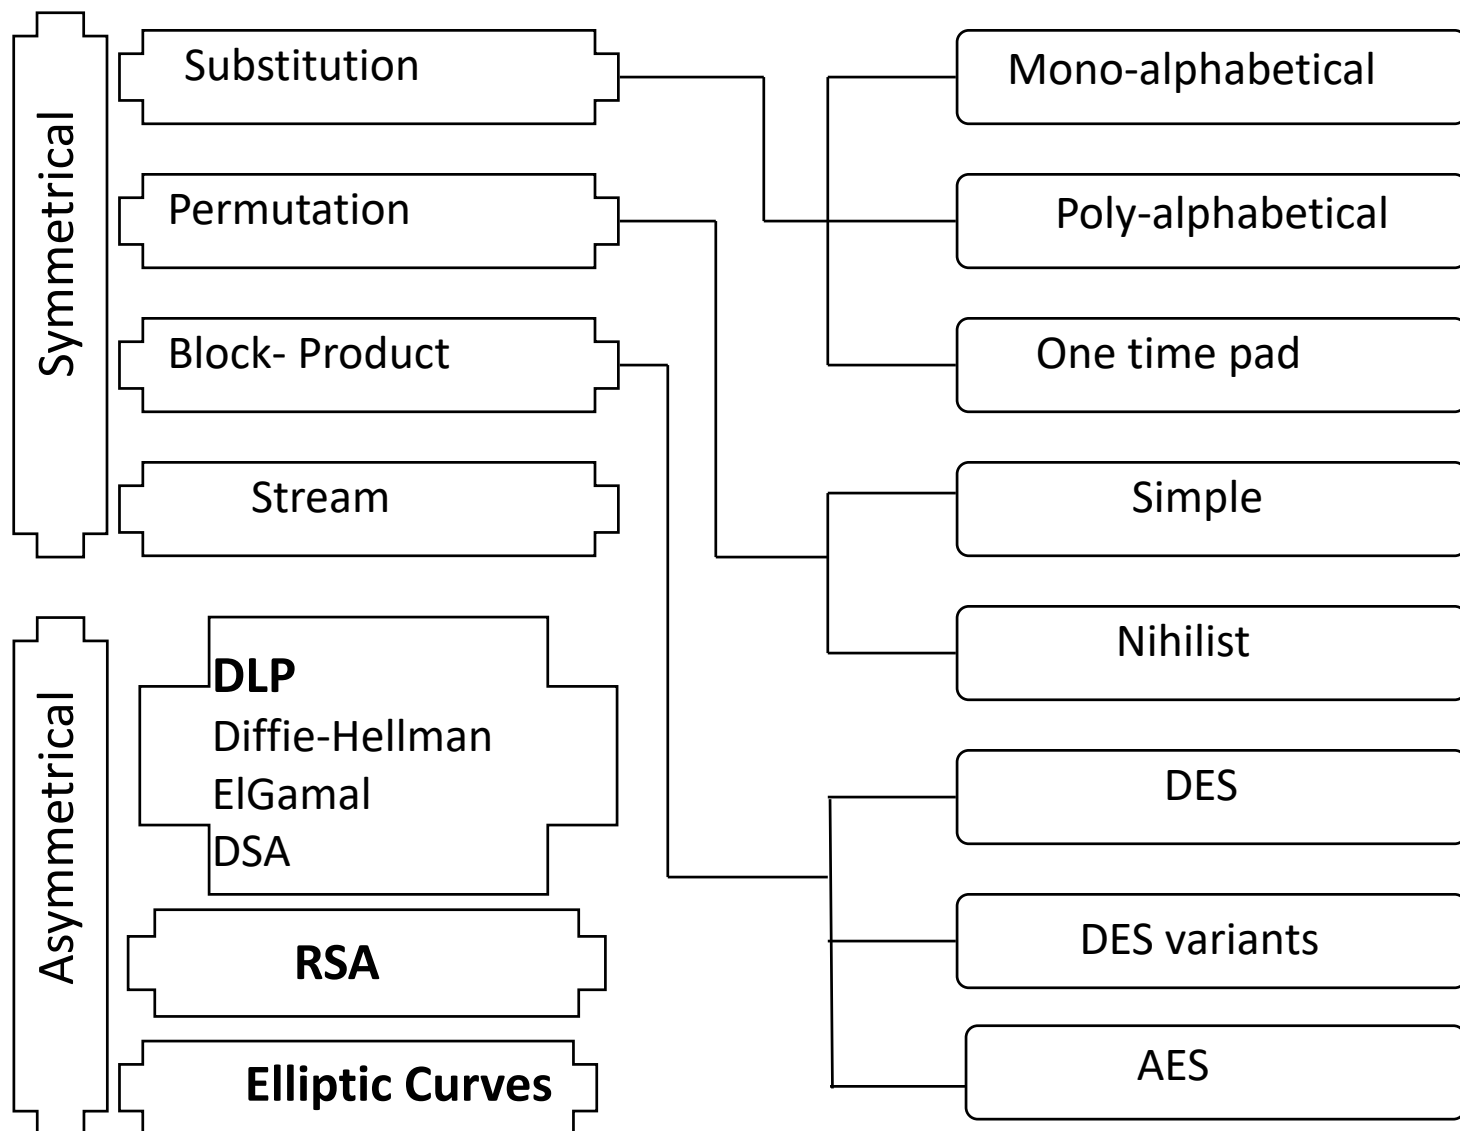 Symmetrical
Substitution
Permutation
Block- Product
Stream
Mono-alphabetical
Poly-alphabetical
One time pad
Simple
Nihilist
DES
DES variants
AES
Asymmetrical
DLP
Diffie-Hellman
ElGamal
DSA
RSA
Elliptic Curves